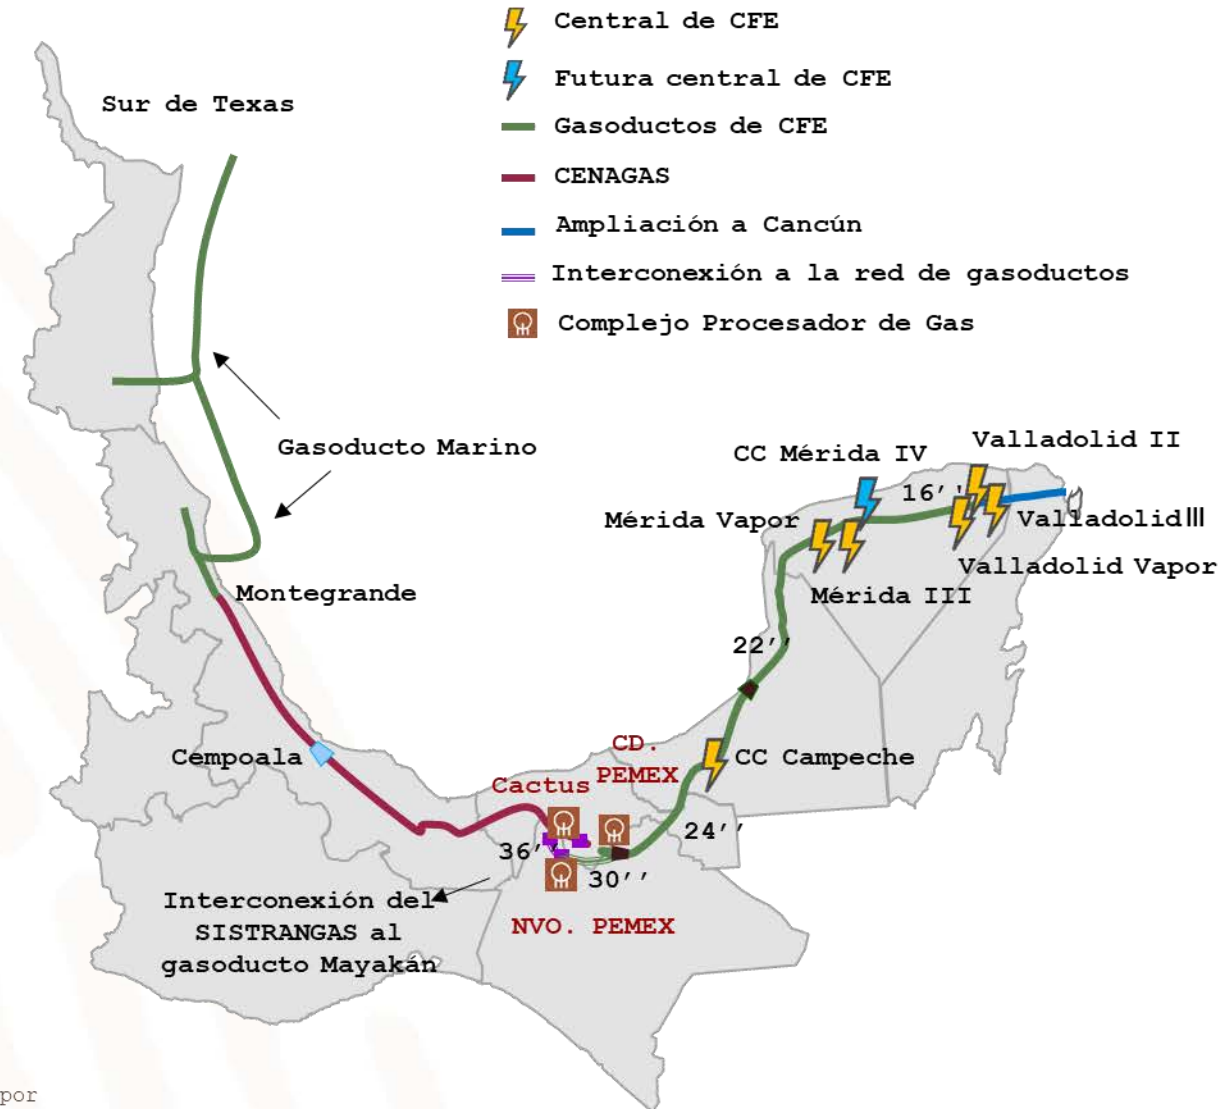 Central de CFE
Futura central de CFE
Gasoductos de CFE
CENAGAS
Ampliación a Cancún
Interconexión a la red de gasoductos
Complejo Procesador de Gas
Sur de Texas
Gasoducto Marino
Montegrande
Cempoala
Valladolid II
CC Mérida IV
16''
Mérida Vapor
Valladolid III
Valladolid Vapor
Mérida III
22''
CD.
PEMEX
CC Campeche
Cactus
24''
36''
30''
Interconexión del
SISTRANGAS al
gasoducto Mayakán
NVO. PEMEX
por